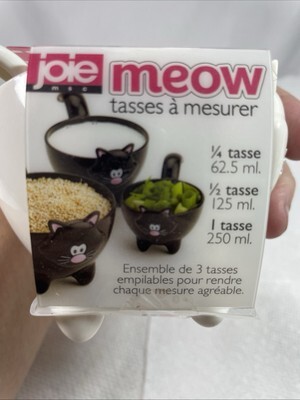 joie
MSC
meow
tasses à mesurer
¼ tasse
62.5 ml.
½ tasse
125 ml.
1 tasse
250 ml.
Ensemble de 3 tasses
empilables pour rendre
chaque mesure agréable.